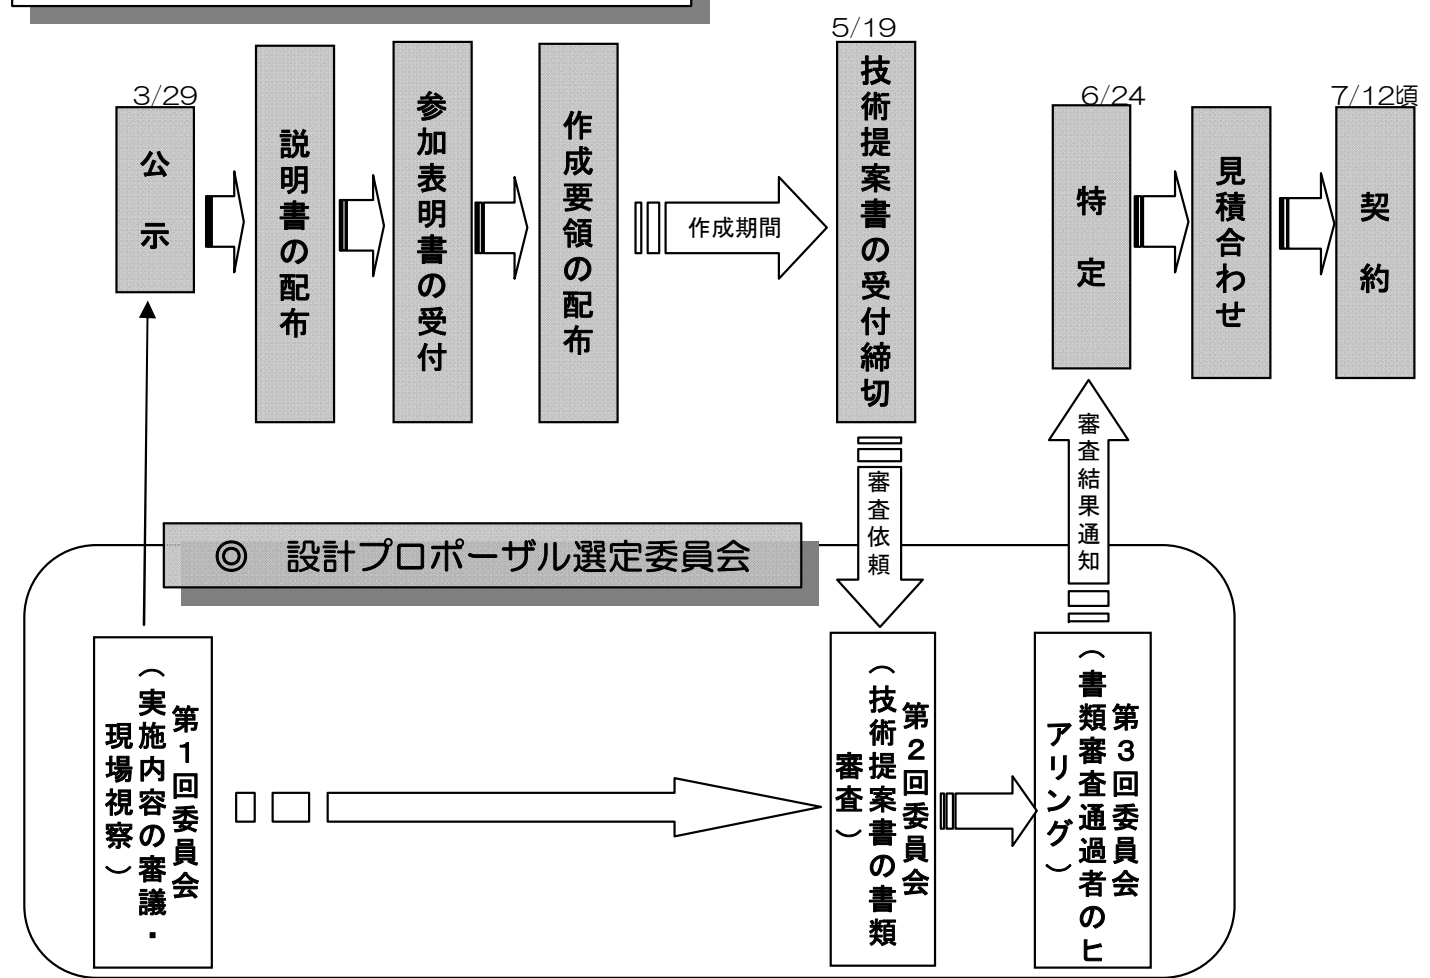 3/29
公示
説明書の配布
参加表明書の受付
作成要領の配布
作成期間
5/19
技術提案書の受付締切
6/24
特定
見積合わせ
7/12頃
契約
審査依頼
審査結果通知
◎ 設計プロポーザル選定委員会
第1回委員会
（実施内容の審議・
現場視察）
第2回委員会
（技術提案書の書類
審査）
第3回委員会
（書類審査通過者のヒ
アリング）